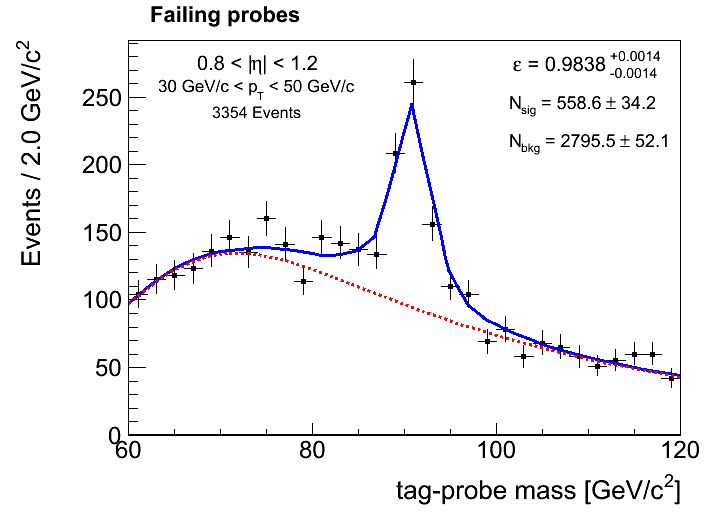 Failing probes
0.8 < |η| < 1.2
30 GeV/c < p_T < 50 GeV/c
3354 Events
ε = 0.9838 +0.0014 -0.0014
N_sig = 558.6 ± 34.2
N_bkg = 2795.5 ± 52.1
Events / 2.0 GeV/c²
250
200
150
100
50
0
60 80 100 120
tag-probe mass [GeV/c²]